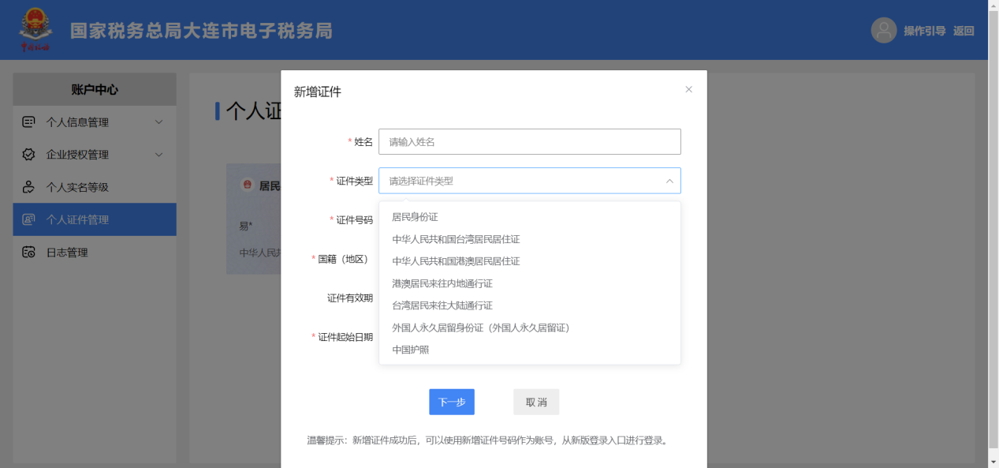 国家税务总局大连市电子税务局
操作引导 返回
账户中心
个人信息管理
企业授权管理
个人实名等级
个人证件管理
日志管理
个人证
居民
易*
中华人民共
新增证件
* 姓名 请输入姓名
* 证件类型 请选择证件类型
* 证件号码
* 国籍（地区）
证件有效期
* 证件起始日期
居民身份证
中华人民共和国台湾居民居住证
中华人民共和国港澳居民居住证
港澳居民来往内地通行证
台湾居民来往大陆通行证
外国人永久居留身份证（外国人永久居留证）
中国护照
下一步 取消
温馨提示：新增证件成功后，可以使用新增证件号码作为账号，从新版登录入口进行登录。